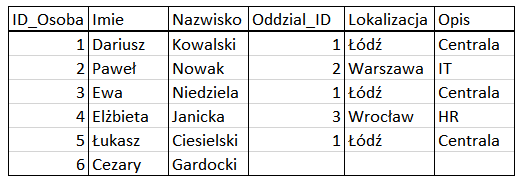 ID_Osoba Imie Nazwisko Oddzial_ID Lokalizacja Opis
1 Dariusz Kowalski 1 Łódź Centrala
2 Paweł Nowak 2 Warszawa IT
3 Ewa Niedziela 1 Łódź Centrala
4 Elżbieta Janicka 3 Wrocław HR
5 Łukasz Ciesielski 1 Łódź Centrala
6 Cezary Gardocki